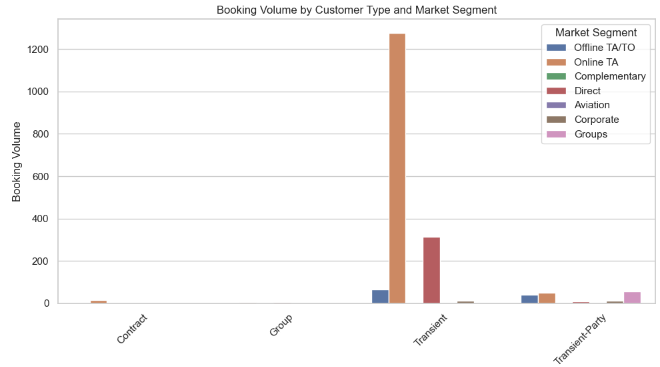 Booking Volume by Customer Type and Market Segment
Market Segment
Offline TA/TO
Online TA
Complementary
Direct
Aviation
Corporate
Groups
Booking Volume
1200
1000
800
600
400
200
0
Contract
Group
Transient
Transient-Party